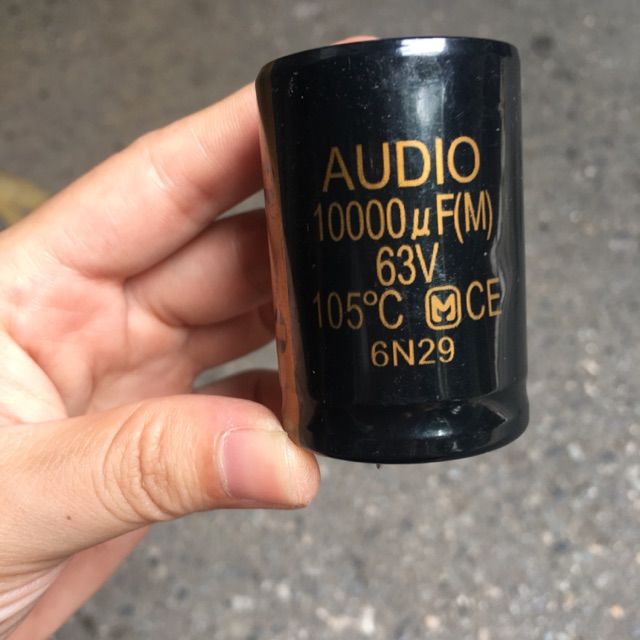 AUDIO
10000μF(M)
63V
105°C M CE
6N29